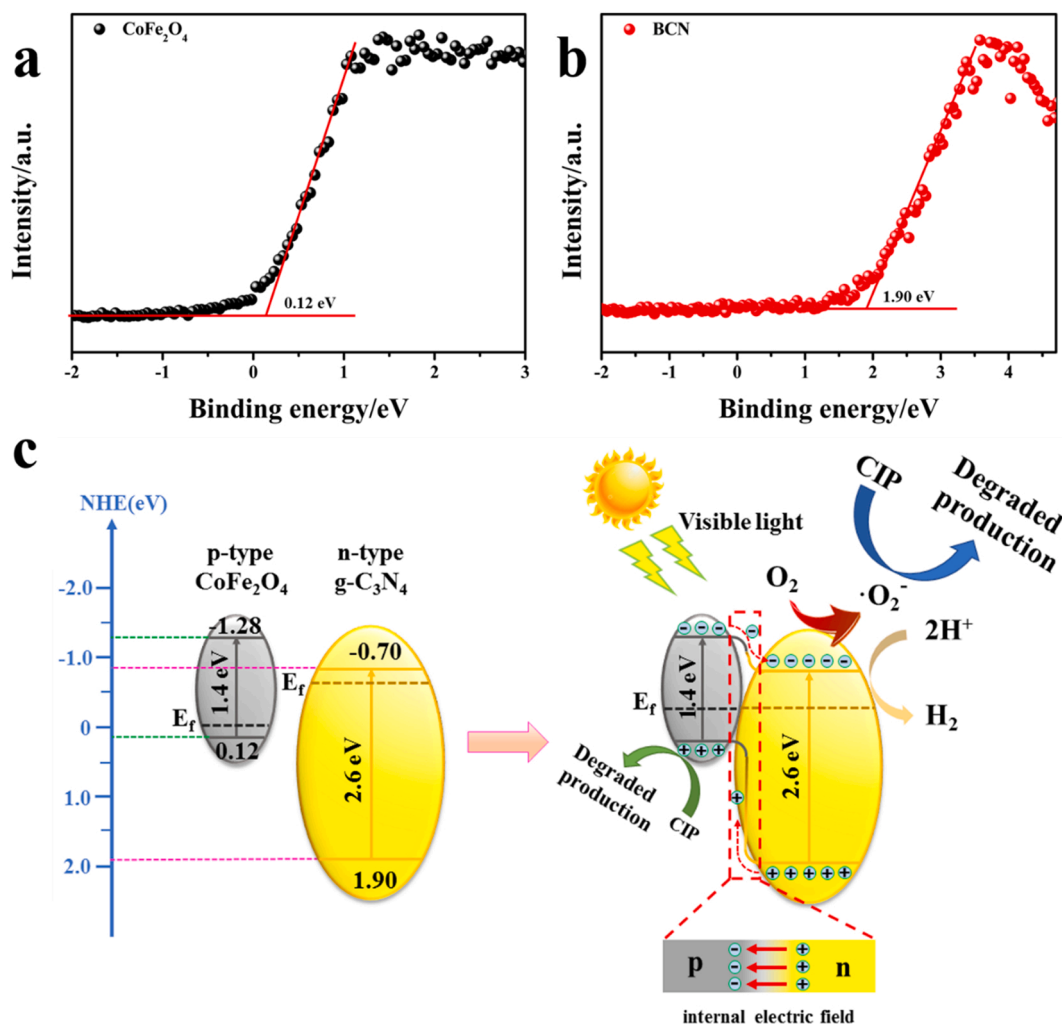 a
CoFe₂O₄
Intensity/a.u.
0.12 eV
-2 -1 0 1 2 3
Binding energy/eV
b
BCN
Intensity/a.u.
1.90 eV
-2 -1 0 1 2 3 4
Binding energy/eV
c
NHE(eV)
-2.0
-1.0
0
1.0
2.0
p-type
CoFe₂O₄
n-type
g-C₃N₄
-1.28
1.4 eV
Ef
0.12
-0.70
Ef
2.6 eV
1.90
Visible light
CIP
Degraded
production
O₂
·O₂⁻
2H⁺
H₂
- - - -
- - - - -
Ef
1.4 eV
2.6 eV
+ + +
+
+ + + + +
Degraded
production
CIP
p - + n
- +
- +
internal electric field